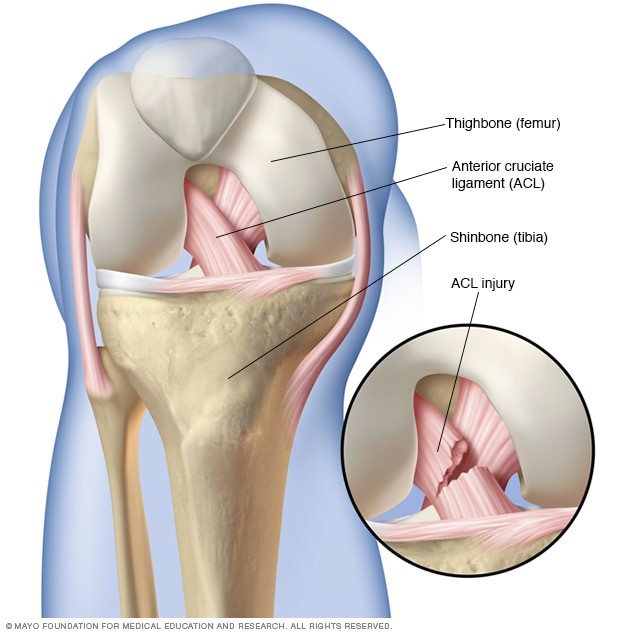 Thighbone (femur)
Anterior cruciate
ligament (ACL)
Shinbone (tibia)
ACL injury
© MAYO FOUNDATION FOR MEDICAL EDUCATION AND RESEARCH. ALL RIGHTS RESERVED.